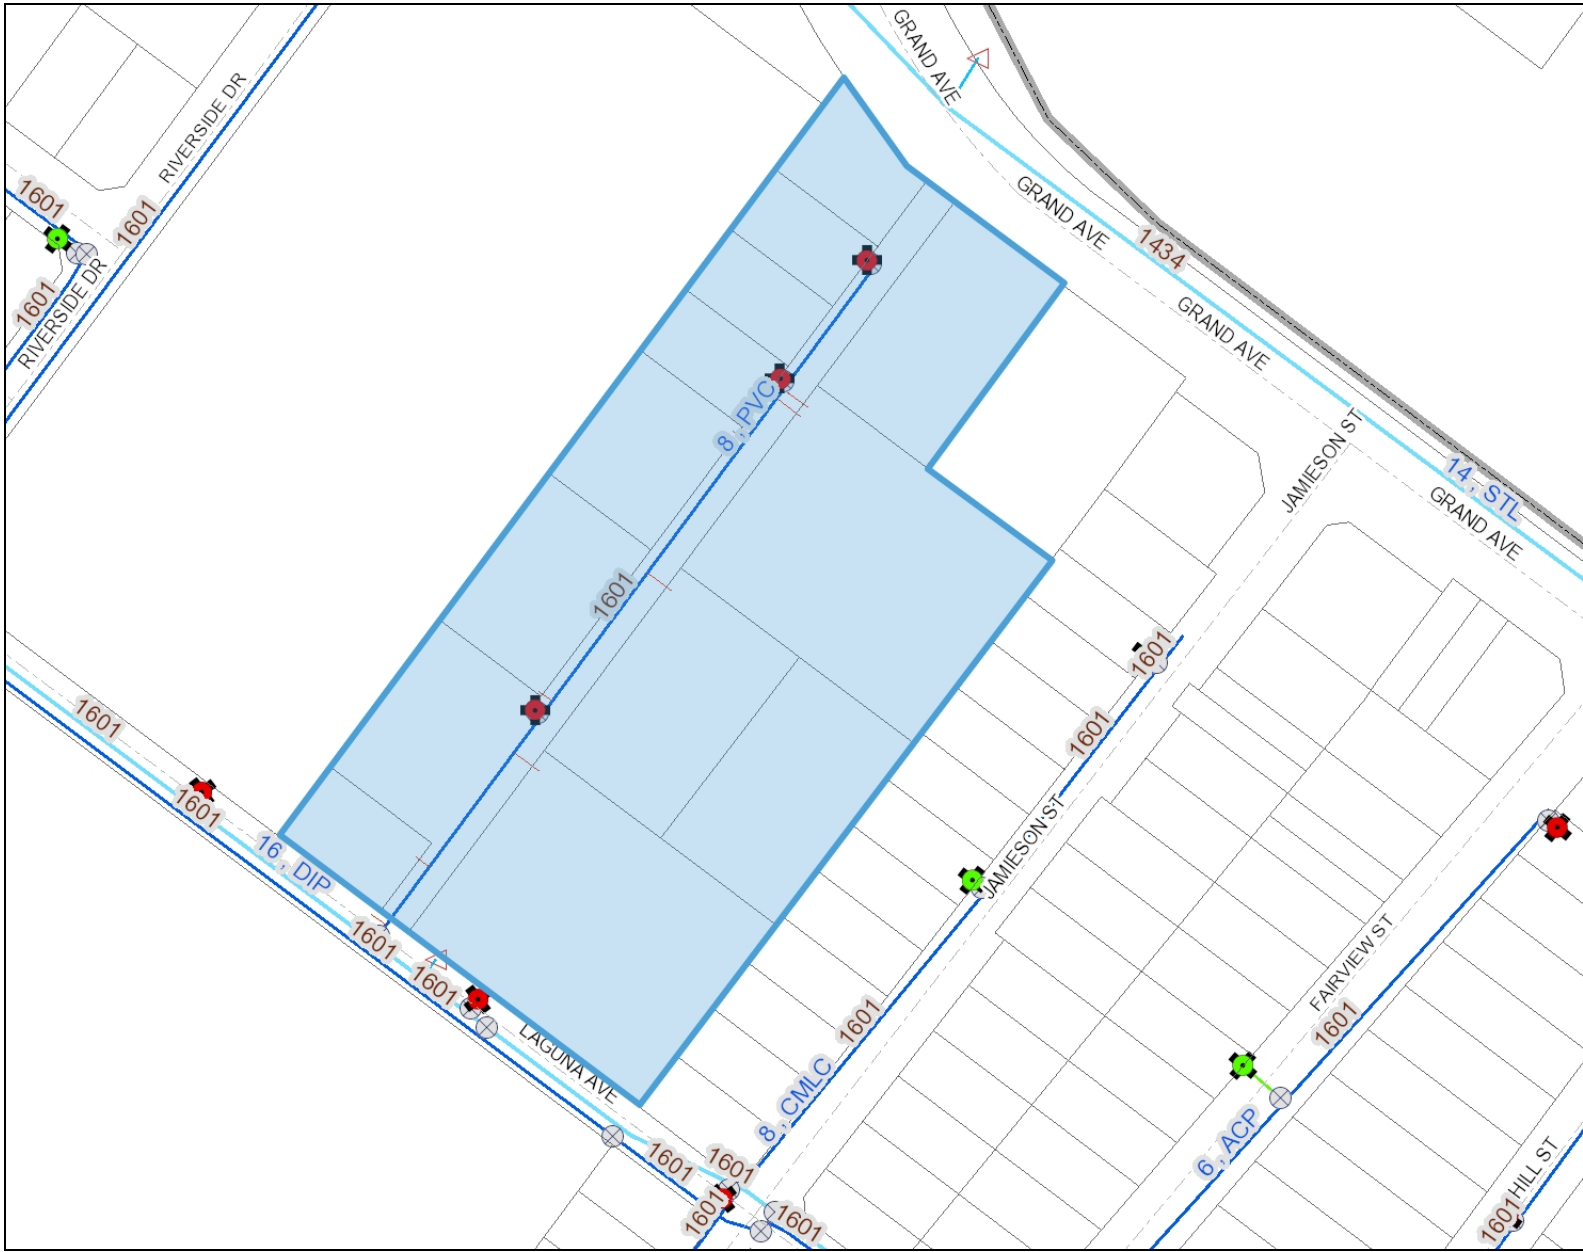 GRAND AVE
RIVERSIDE DR
1601
1601
GRAND AVE
1434
1601
RIVERSIDE DR
GRAND AVE
8 , PVC
JAMIESON ST
14 , STL
GRAND AVE
1601
1601
1601
1601
1601
16 , DIP
JAMIESON ST
1601
1601
FAIRVIEW ST
1601
1601
LAGUNA AVE
8 , CMLC
6 , ACP
1601
1601
HILL ST
1601
1601
1601